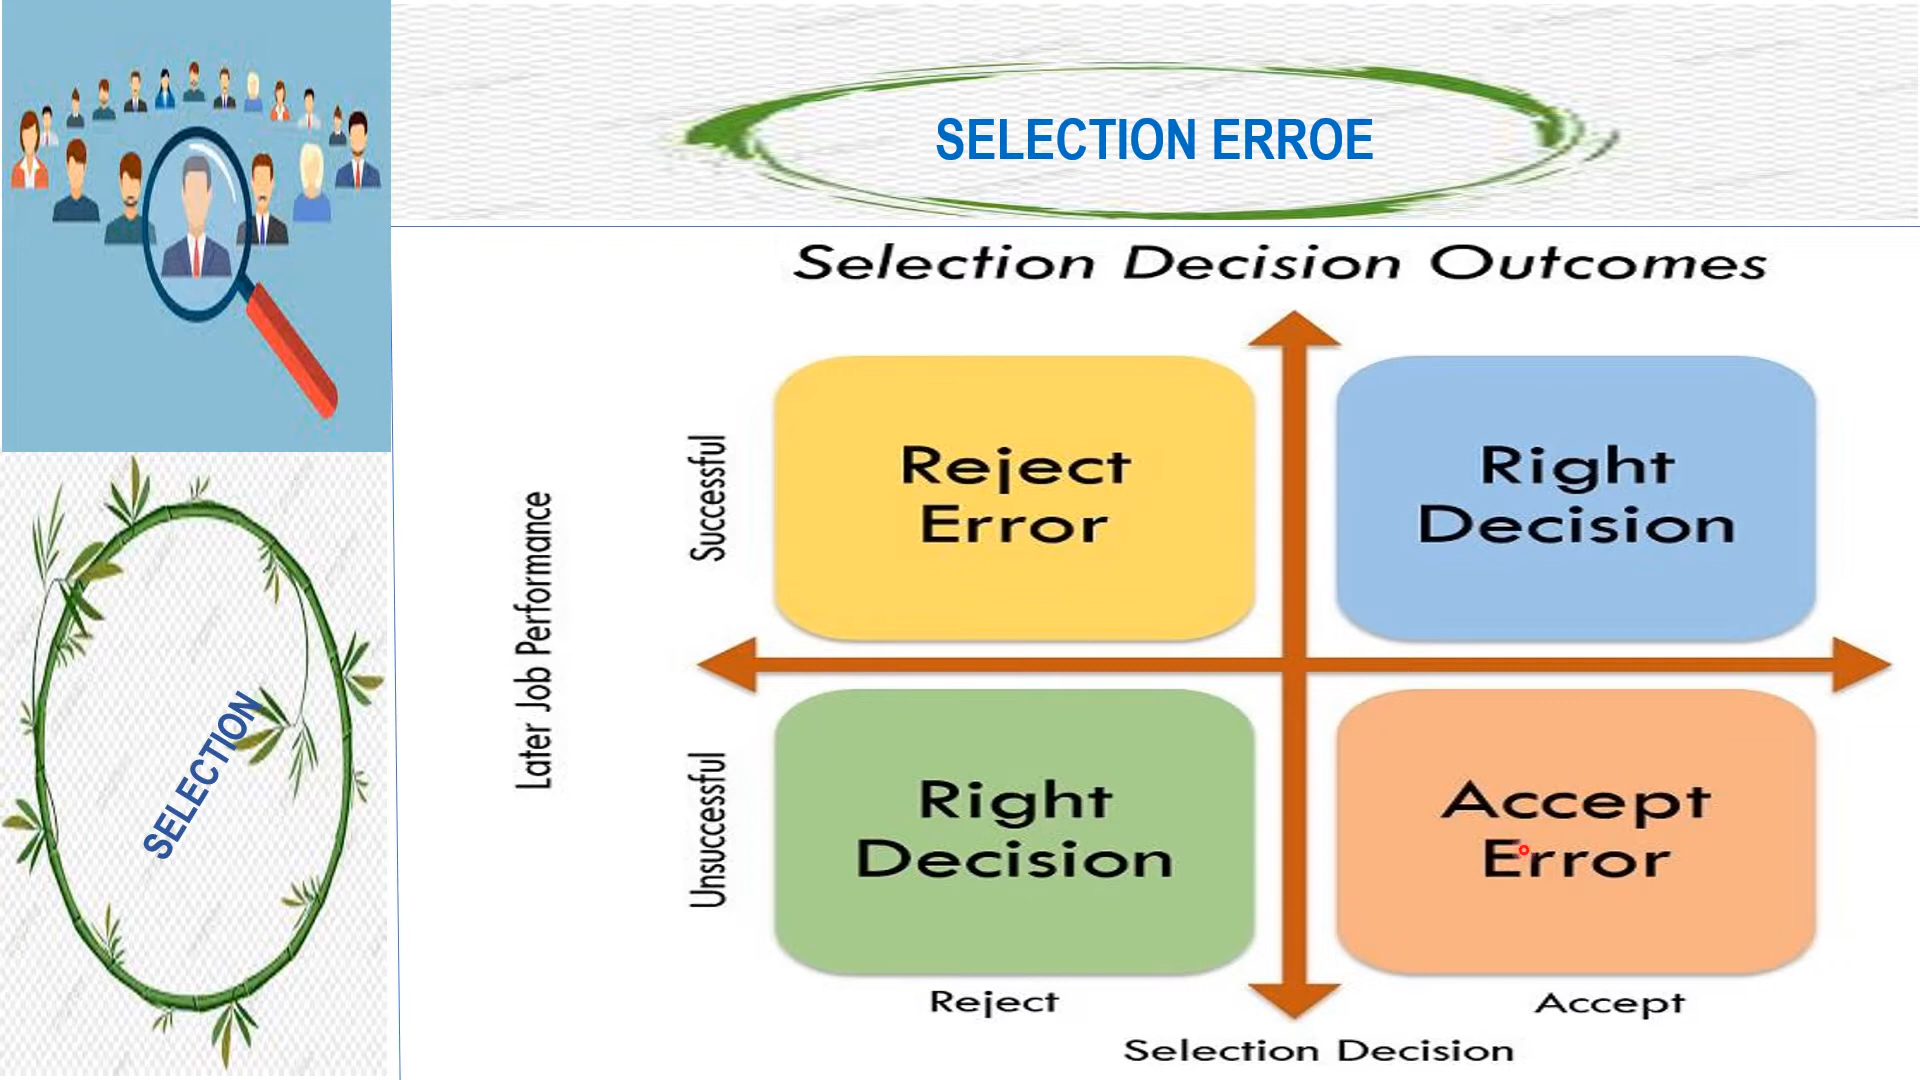 SELECTION ERROE
Selection Decision Outcomes
Later Job Performance
Successful
Reject
Error
Right
Decision
Unsuccessful
Right
Decision
Accept
Error
Reject
Accept
Selection Decision
SELECTION